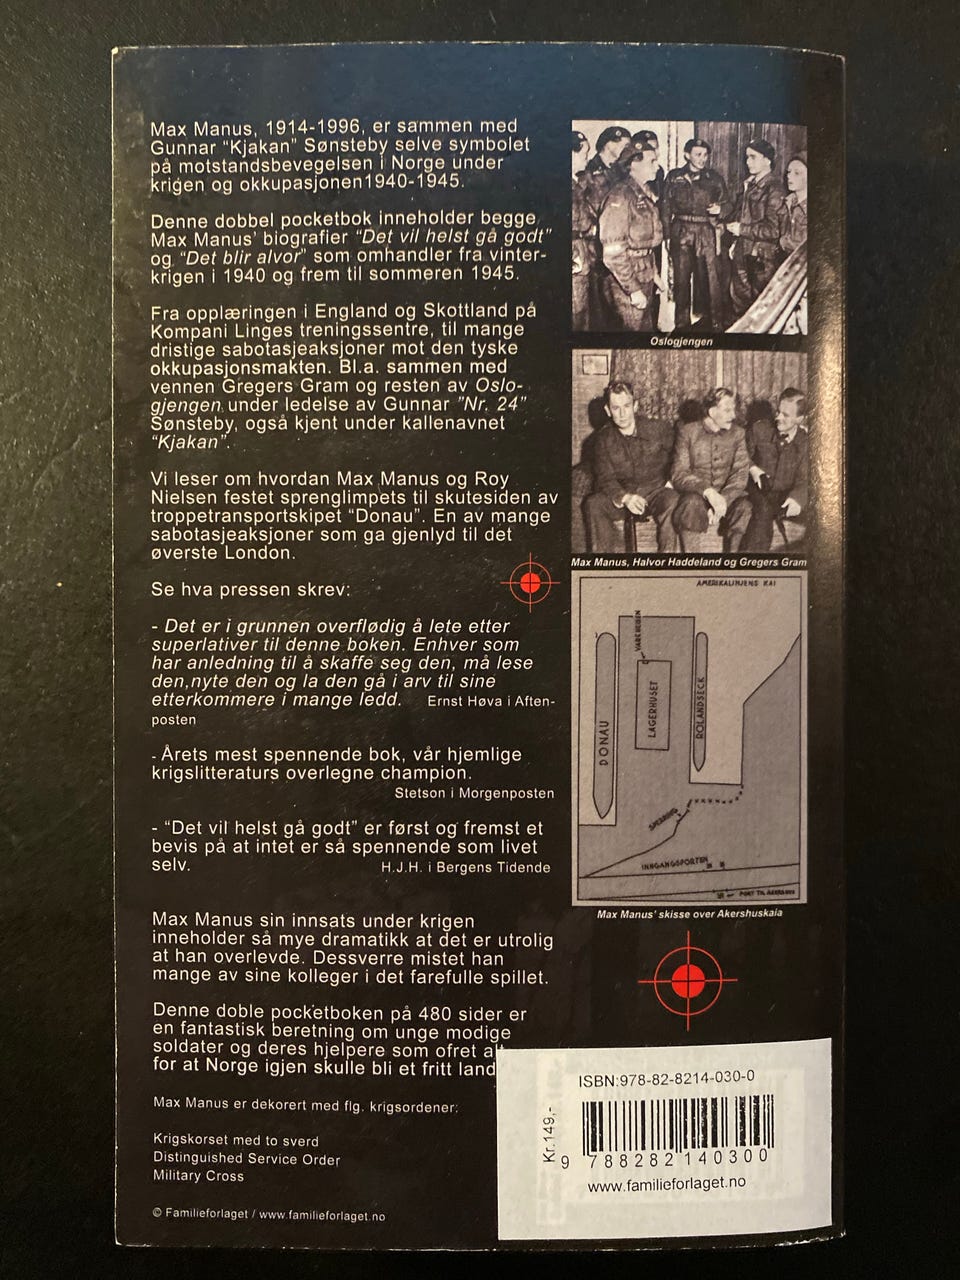 Max Manus, 1914-1996, er sammen med
Gunnar "Kjakan" Sønsteby selve symbolet
på motstandsbevegelsen i Norge under
krigen og okkupasjonen1940-1945.
Denne dobbel pocketbok inneholder begge
Max Manus' biografier "Det vil helst gå godt"
og "Det blir alvor" som omhandler fra vinter-
krigen i 1940 og frem til sommeren 1945.
Fra opplæringen i England og Skottland på
Kompani Linges treningssentre, til mange
dristige sabotasjeaksjoner mot den tyske
okkupasjonsmakten. Bl.a. sammen med
vennen Gregers Gram og resten av Oslo-
gjengen under ledelse av Gunnar "Nr. 24"
Sønsteby, også kjent under kallenavnet
"Kjakan".
Vi leser om hvordan Max Manus og Roy
Nielsen festet sprenglimpets til skutesiden av
troppetransportskipet "Donau". En av mange
sabotasjeaksjoner som ga gjenlyd til det
øverste London.
Se hva pressen skrev:
- Det er i grunnen overflødig å lete etter
superlativer til denne boken. Enhver som
har anledning til å skaffe seg den, må lese
den,nyte den og la den gå i arv til sine
etterkommere i mange ledd. Ernst Høva i Aften-
posten
- Årets mest spennende bok, vår hjemlige
krigslitteraturs overlegne champion.
Stetson i Morgenposten
- "Det vil helst gå godt" er først og fremst et
bevis på at intet er så spennende som livet
selv. H.J.H. i Bergens Tidende
Max Manus sin innsats under krigen
inneholder så mye dramatikk at det er utrolig
at han overlevde. Dessverre mistet han
mange av sine kolleger i det farefulle spillet.
Denne doble pocketboken på 480 sider er
en fantastisk beretning om unge modige
soldater og deres hjelpere som ofret
for at Norge igjen skulle bli et fritt land
Max Manus er dekorert med flg. krigsordener:
Krigskorset med to sverd
Distinguished Service Order
Military Cross
© Familieforlaget / www.familieforlaget.no
Oslogjengen
Max Manus, Halvor Haddeland og Gregers Gram
AMERIKALINJENS KAI
DONAU
LAGERHUSET
ROLANDSECK
SPERRING
INNGANGSPORTEN
PORT TIL AKERSHUS
Max Manus' skisse over Akershuskaia
ISBN:978-82-8214-030-0
Kr.149,-
9 788282 140300
www.familieforlaget.no